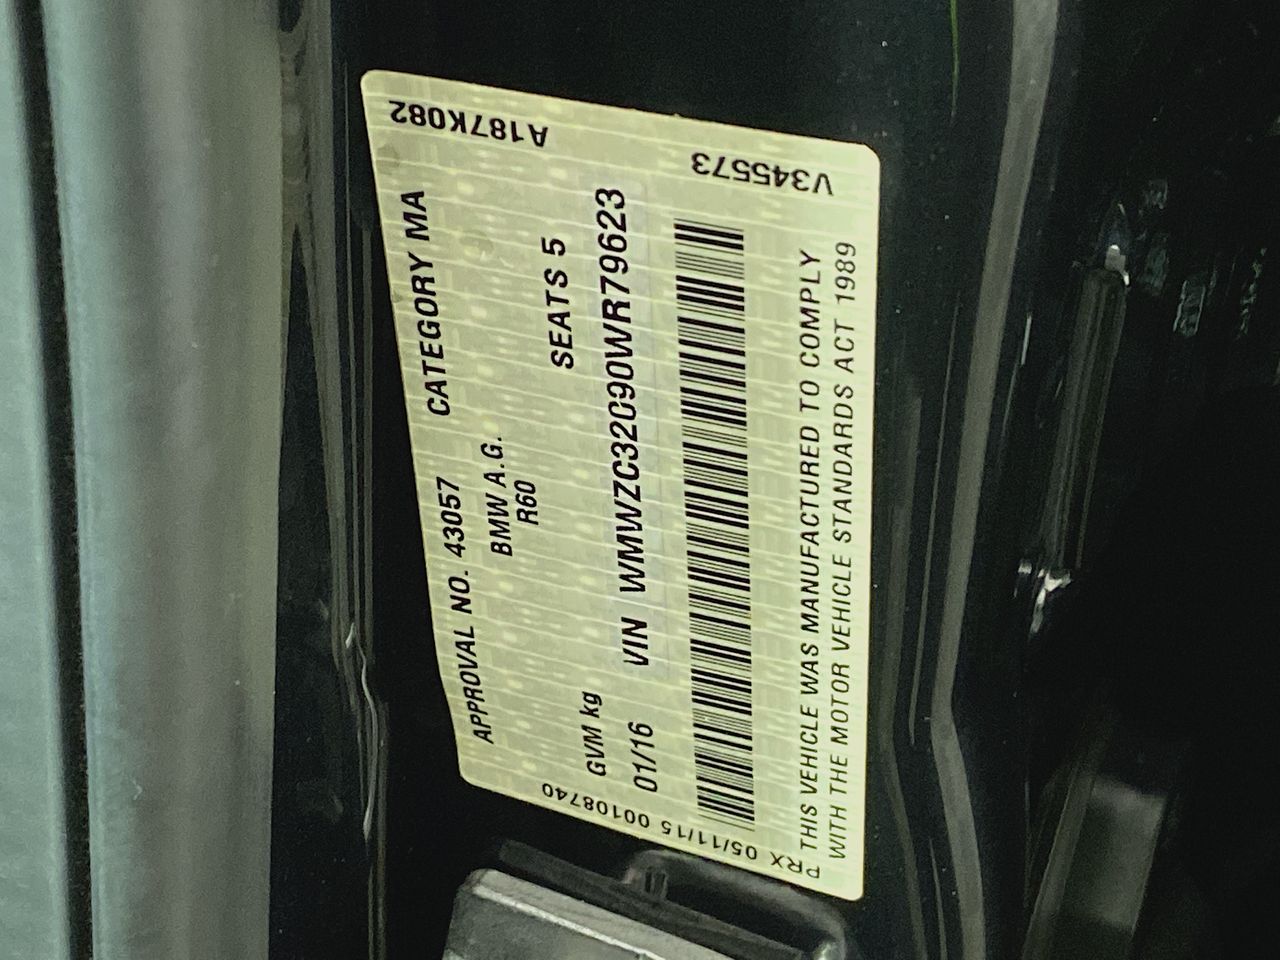 APPROVAL NO. 43057 CATEGORY MA
BMW A.G.
R60
SEATS 5
GVM kg
01/16 VIN WMWZC32090WR79623
THIS VEHICLE WAS MANUFACTURED TO COMPLY
WITH THE MOTOR VEHICLE STANDARDS ACT 1989
A187K082
V345573
PRX 05/11/15 00108740